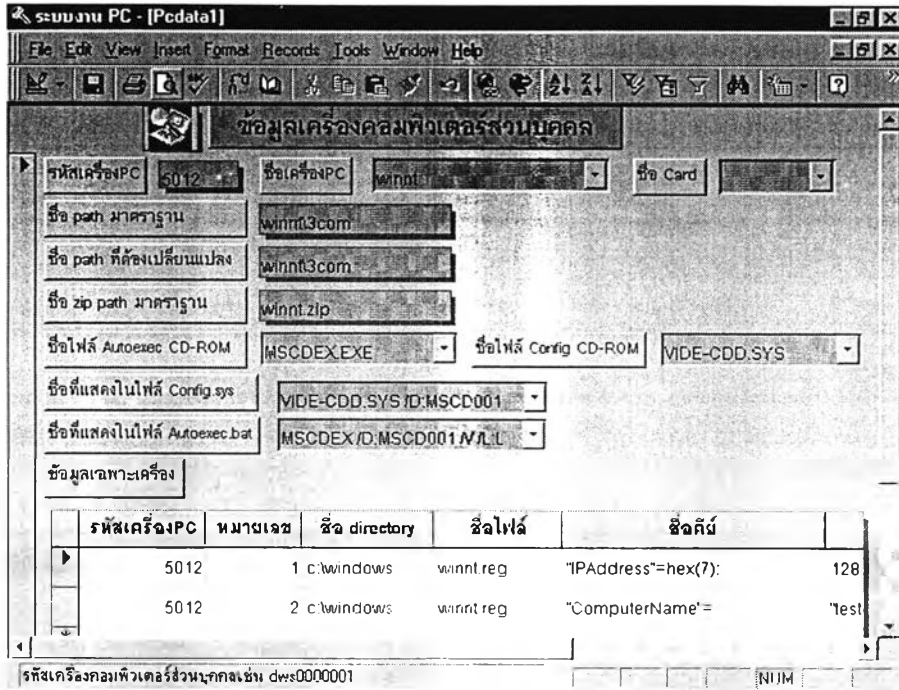 ระบบงาน PC - [Pcdata1]
File Edit View Insert Format Records Tools Window Help
ข้อมูลเครื่องคอมพิวเตอร์ส่วนบุคคล
รหัสเครื่องPC 5012 ชื่อเครื่องPC winnt ชื่อ Card
ชื่อ path มาตราฐาน winnt\3com
ชื่อ path ที่ต้องเปลี่ยนแปลง winnt\3com
ชื่อ zip path มาตราฐาน winnt.zip
ชื่อไฟล์ Autoexec CD-ROM MSCDEX.EXE ชื่อไฟล์ Config CD-ROM VIDE-CDD.SYS
ชื่อที่แสดงในไฟล์ Config.sys VIDE-CDD.SYS /D:MSCD001
ชื่อที่แสดงในไฟล์ Autoexec.bat MSCDEX /D:MSCD001 /V /L:L
ข้อมูลเฉพาะเครื่อง
รหัสเครื่องPC หมายเลข ชื่อ directory ชื่อไฟล์ ชื่อคีย์
5012 1 c:\windows winnt.reg "IPAddress"=hex(7): 128
5012 2 c:\windows winnt.reg "ComputerName"= "test
รหัสเครื่องคอมพิวเตอร์ส่วนบุคคลเช่น dws0000001 NUM